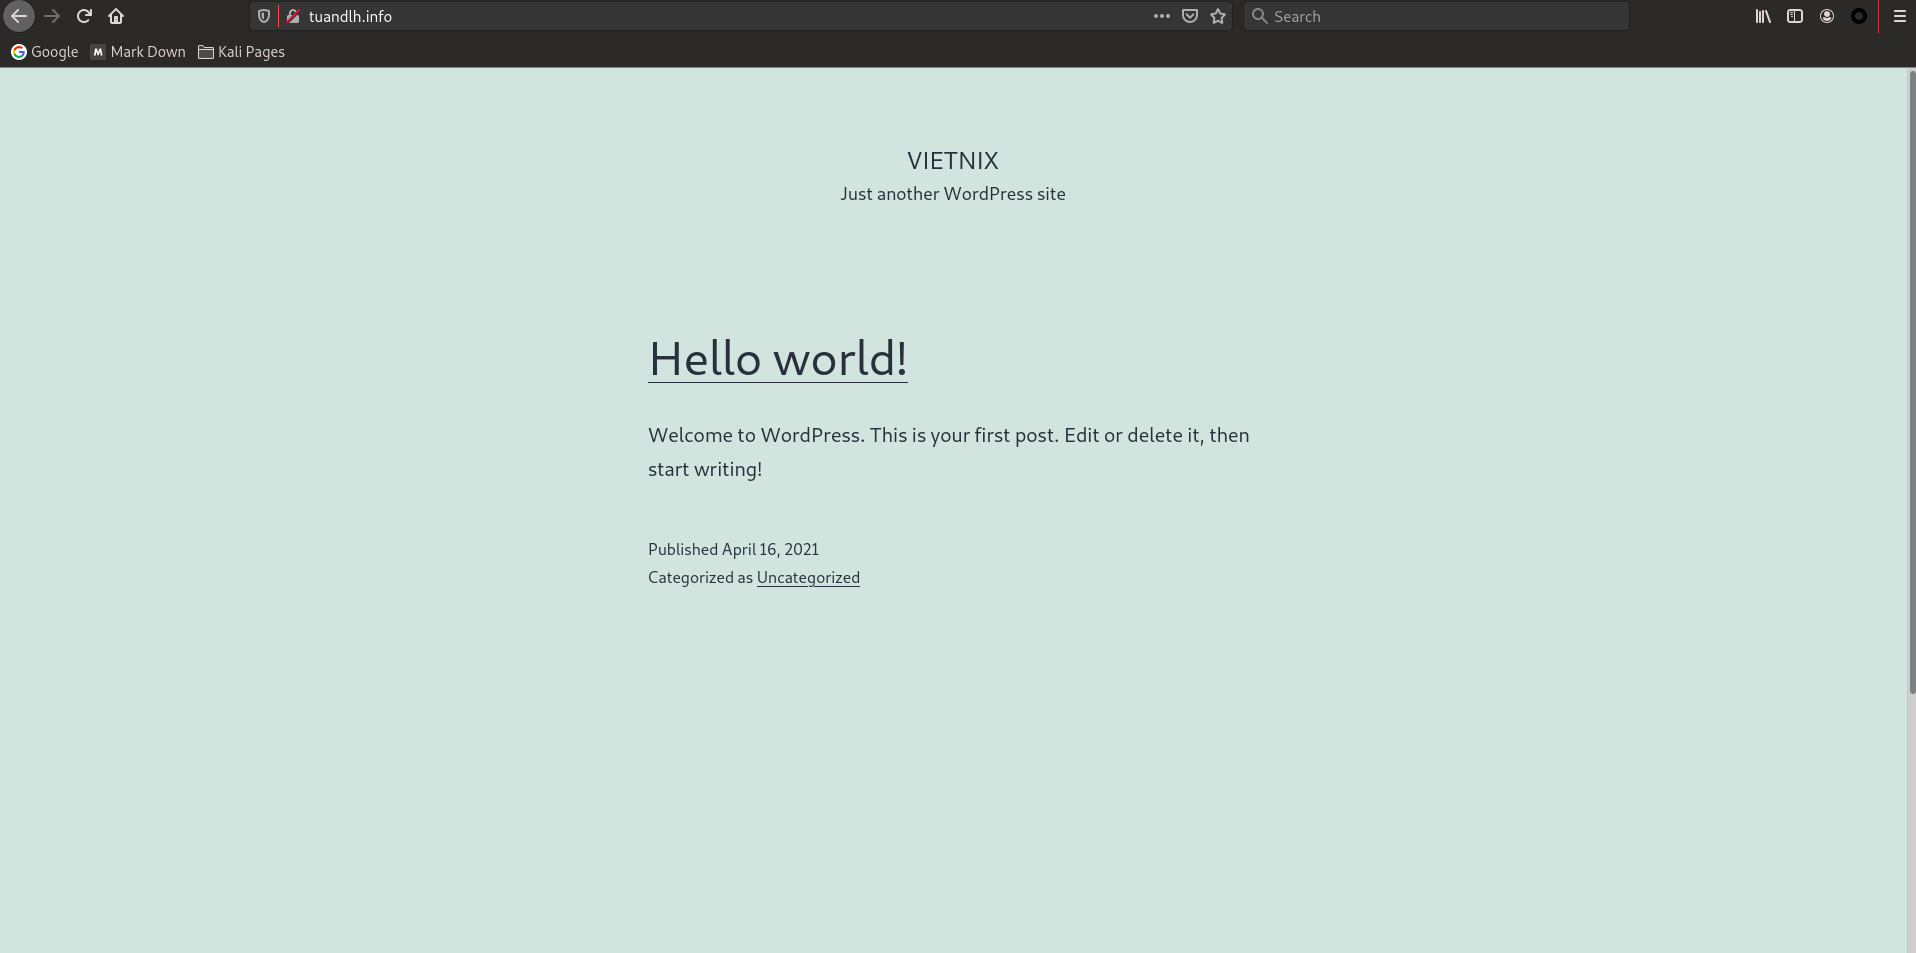 tuandlh.info
Search
Google
M Mark Down
Kali Pages
VIETNIX
Just another WordPress site
Hello world!
Welcome to WordPress. This is your first post. Edit or delete it, then
start writing!
Published April 16, 2021
Categorized as Uncategorized